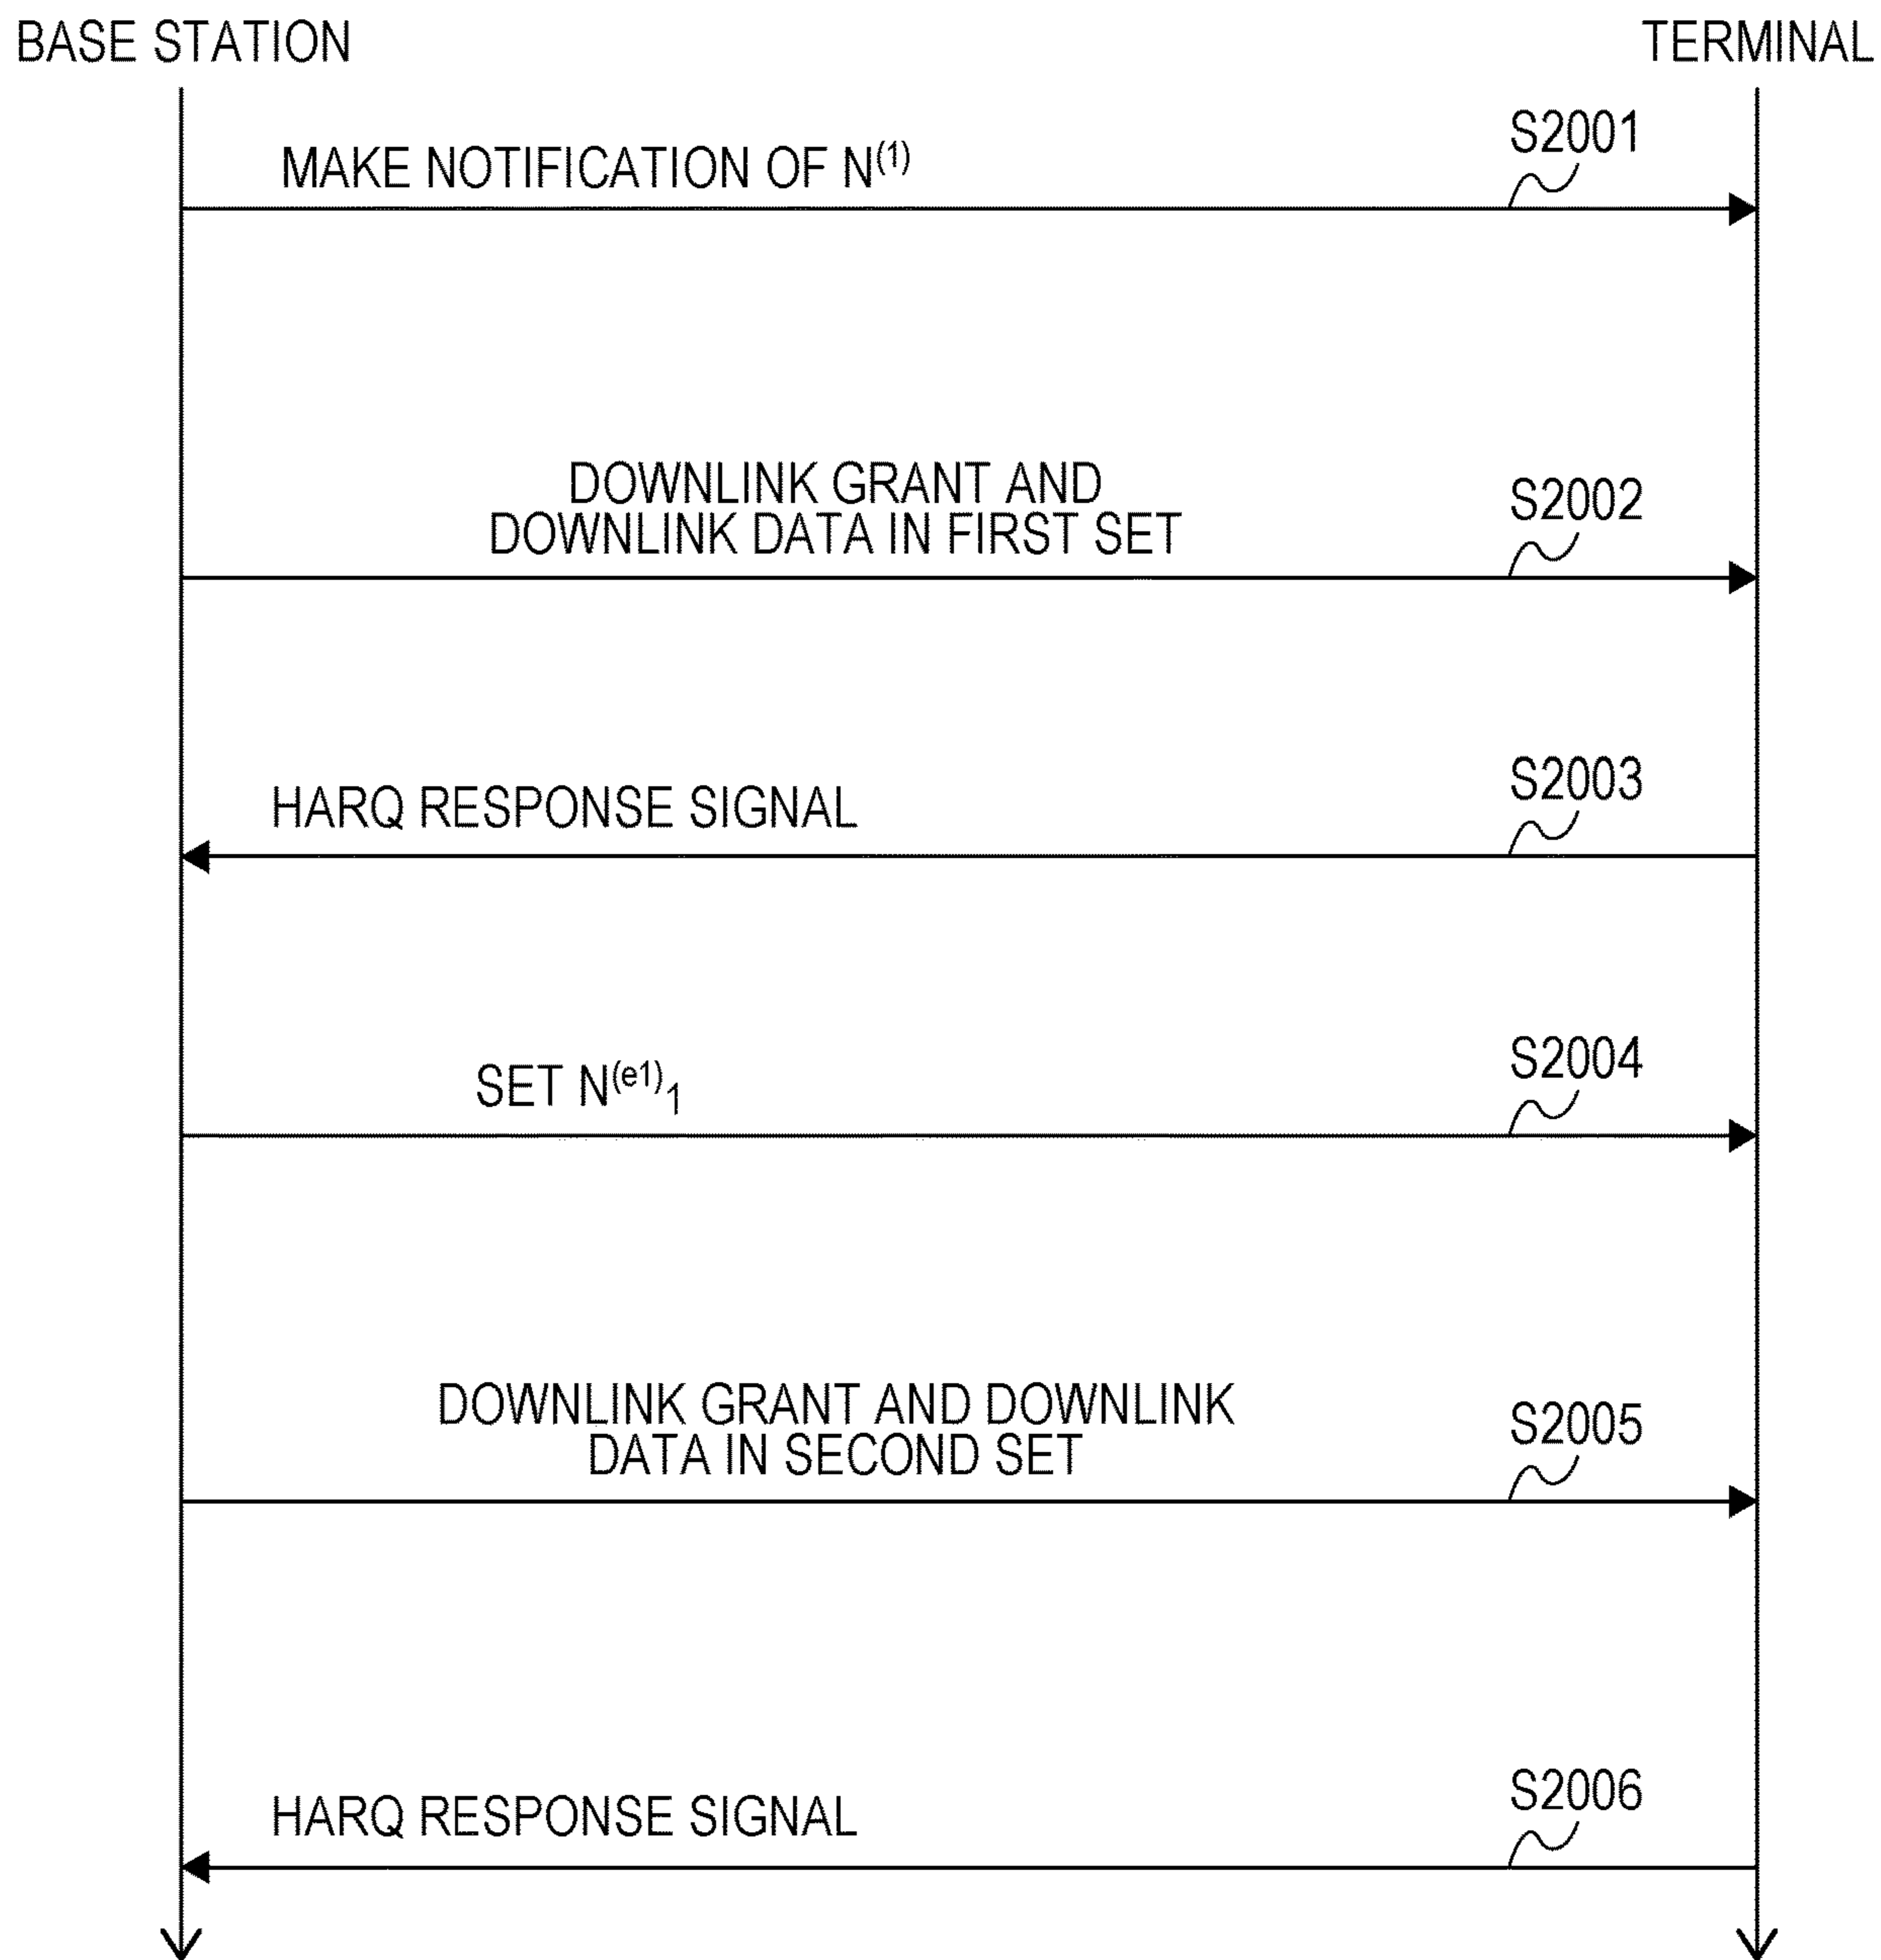 BASE STATION
TERMINAL
S2001
MAKE NOTIFICATION OF N(1)
DOWNLINK GRANT AND
DOWNLINK DATA IN FIRST SET
S2002
S2003
HARQ RESPONSE SIGNAL
S2004
SET N(e1)1
DOWNLINK GRANT AND DOWNLINK
DATA IN SECOND SET
S2005
S2006
HARQ RESPONSE SIGNAL